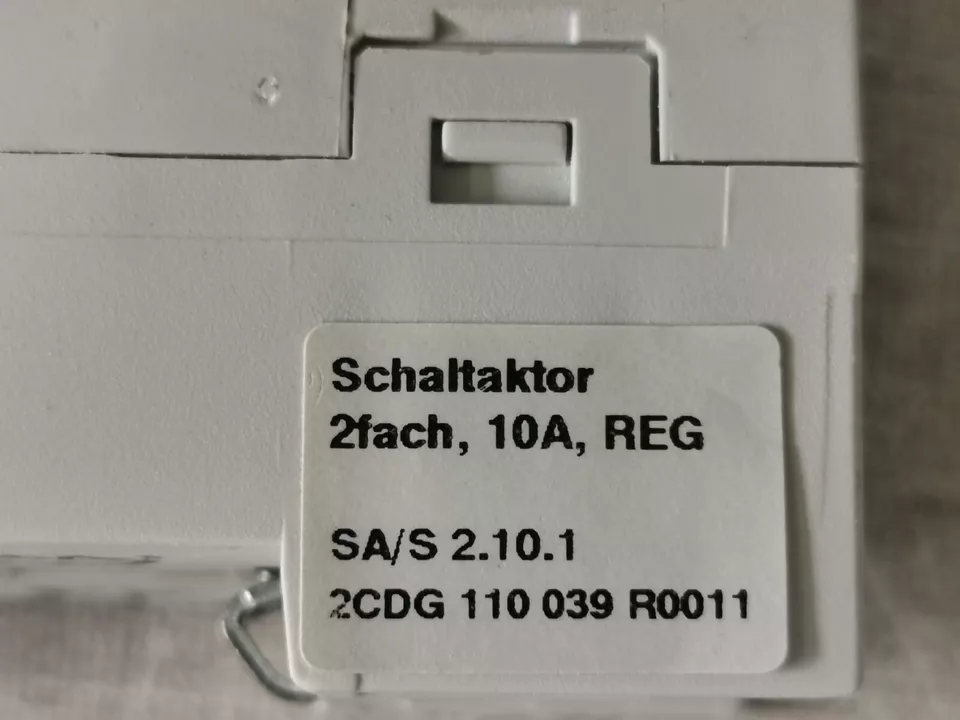 Schaltaktor
2fach, 10A, REG
SA/S 2.10.1
2CDG 110 039 R0011